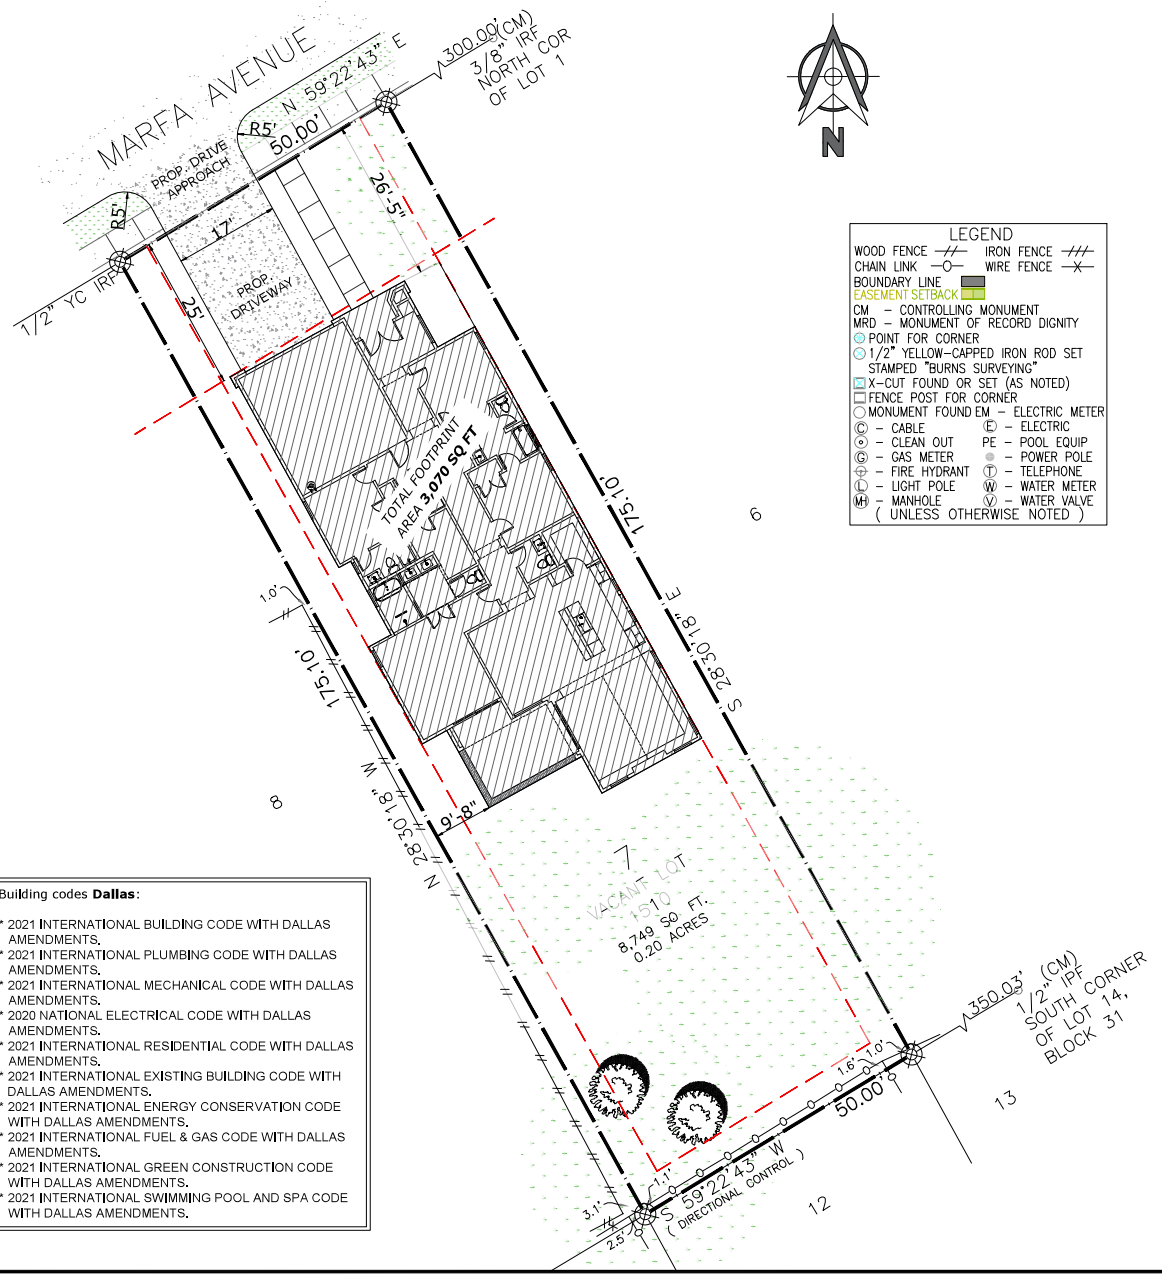 MARFA AVENUE
N 59°22'43" E
50.00'
300.00' (CM)
3/8" IRF
NORTH COR
OF LOT 1
R5'
R5'
PROP. DRIVE
APPROACH
17'
26'-5"
25'
PROP.
DRIVEWAY
1/2" YC IRF
N
LEGEND
WOOD FENCE IRON FENCE
CHAIN LINK WIRE FENCE
BOUNDARY LINE
EASEMENT SETBACK
CM - CONTROLLING MONUMENT
MRD - MONUMENT OF RECORD DIGNITY
POINT FOR CORNER
1/2" YELLOW-CAPPED IRON ROD SET
STAMPED "BURNS SURVEYING"
X-CUT FOUND OR SET (AS NOTED)
FENCE POST FOR CORNER
MONUMENT FOUND EM - ELECTRIC METER
C - CABLE E - ELECTRIC
- CLEAN OUT PE - POOL EQUIP
G - GAS METER - POWER POLE
- FIRE HYDRANT T - TELEPHONE
L - LIGHT POLE W - WATER METER
MH - MANHOLE V - WATER VALVE
( UNLESS OTHERWISE NOTED )
TOTAL FOOTPRINT
AREA 3,070 SQ FT
175.10'
S 28°30'18" E
6
1.0'
175.10'
N 28°30'18" W
8
9'-8"
7
VACANT LOT
1510
8,749 SQ. FT.
0.20 ACRES
350.03' (CM)
1/2" IPF
SOUTH CORNER
OF LOT 14,
BLOCK 31
1.6'
1.0'
50.00'
S 59°22'43" W
( DIRECTIONAL CONTROL )
1.1'
3.1'
2.5'
12
13
Building codes Dallas:
* 2021 INTERNATIONAL BUILDING CODE WITH DALLAS
AMENDMENTS.
* 2021 INTERNATIONAL PLUMBING CODE WITH DALLAS
AMENDMENTS.
* 2021 INTERNATIONAL MECHANICAL CODE WITH DALLAS
AMENDMENTS.
* 2020 NATIONAL ELECTRICAL CODE WITH DALLAS
AMENDMENTS.
* 2021 INTERNATIONAL RESIDENTIAL CODE WITH DALLAS
AMENDMENTS.
* 2021 INTERNATIONAL EXISTING BUILDING CODE WITH
DALLAS AMENDMENTS.
* 2021 INTERNATIONAL ENERGY CONSERVATION CODE
WITH DALLAS AMENDMENTS.
* 2021 INTERNATIONAL FUEL & GAS CODE WITH DALLAS
AMENDMENTS.
* 2021 INTERNATIONAL GREEN CONSTRUCTION CODE
WITH DALLAS AMENDMENTS.
* 2021 INTERNATIONAL SWIMMING POOL AND SPA CODE
WITH DALLAS AMENDMENTS.